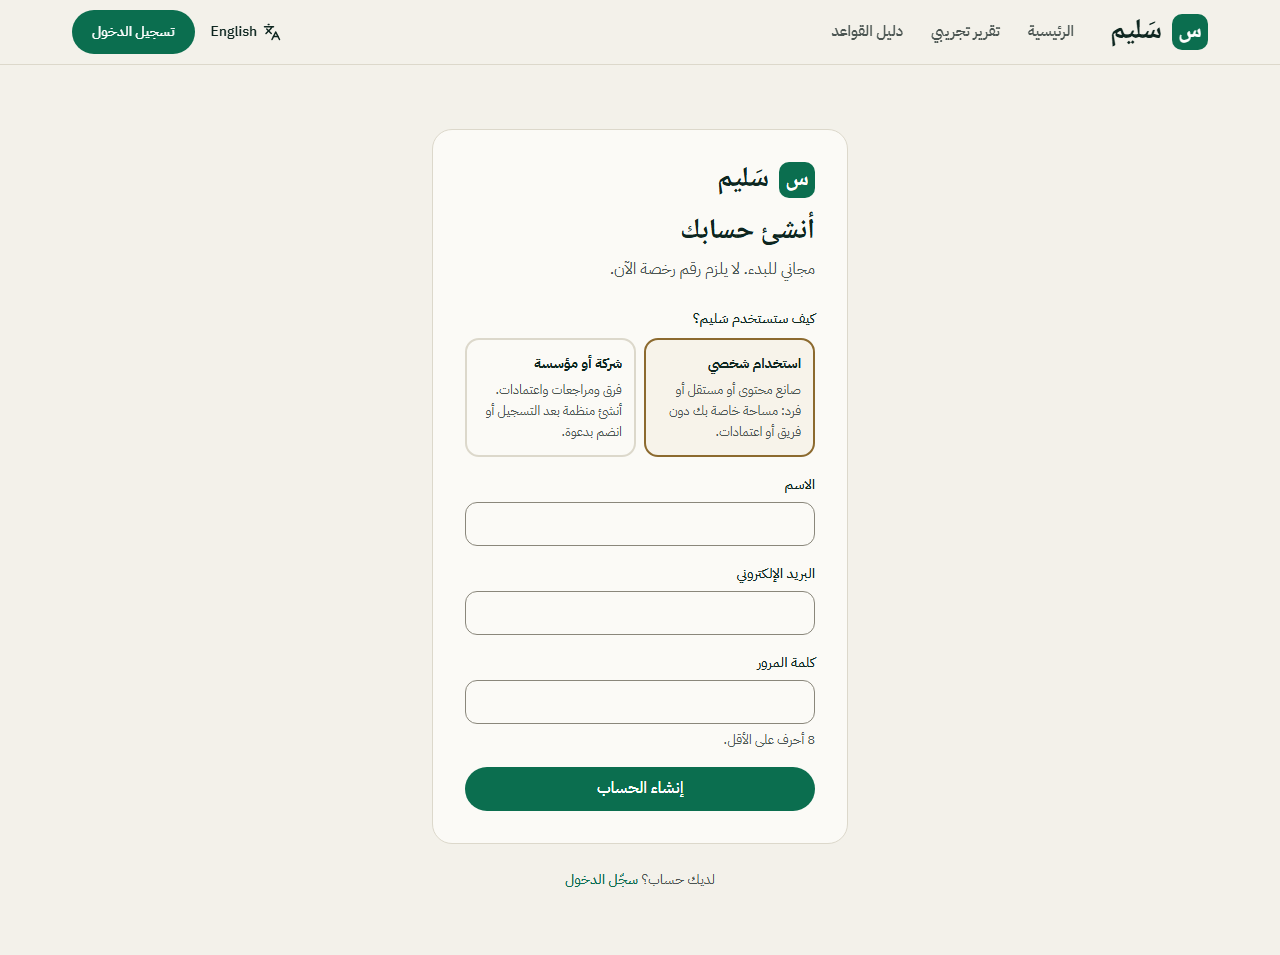 س سَليم
الرئيسية
تقرير تجريبي
دليل القواعد
English
تسجيل الدخول
س سَليم
أنشئ حسابك
مجاني للبدء. لا يلزم رقم رخصة الآن.
كيف ستستخدم سَليم؟
استخدام شخصي
صانع محتوى أو مستقل أو
فرد: مساحة خاصة بك دون
فريق أو اعتمادات.
شركة أو مؤسسة
فرق ومراجعات واعتمادات.
أنشئ منظمة بعد التسجيل أو
انضم بدعوة.
الاسم
البريد الإلكتروني
كلمة المرور
8 أحرف على الأقل.
إنشاء الحساب
لديك حساب؟ سجّل الدخول